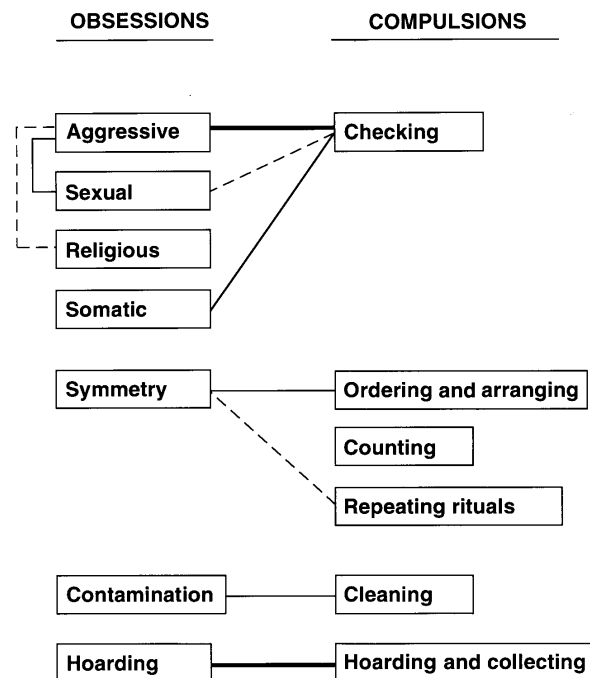 OBSESSIONS COMPULSIONS
Aggressive Checking
Sexual
Religious
Somatic
Symmetry Ordering and arranging
Counting
Repeating rituals
Contamination Cleaning
Hoarding Hoarding and collecting